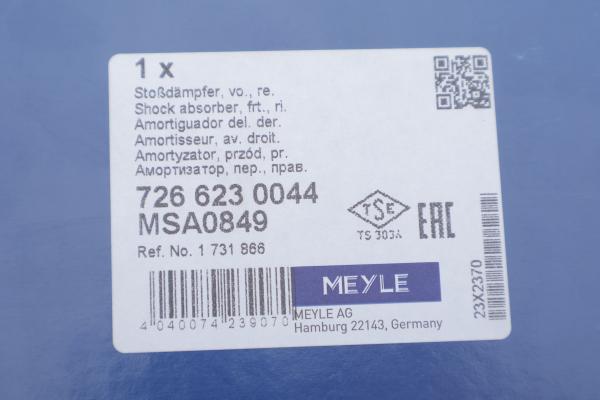 1 x
Stoßdämpfer, vo., re.
Shock absorber, frt., ri.
Amortiguador del. der.
Amortisseur, av. droit.
Amortyzator, przód, pr.
Амортизатор, пер., прав.
726 623 0044
MSA0849
Ref. No. 1 731 866
TSE
TS 3034
EAC
23X2370
MEYLE
4 040074 239070
MEYLE AG
Hamburg 22143, Germany